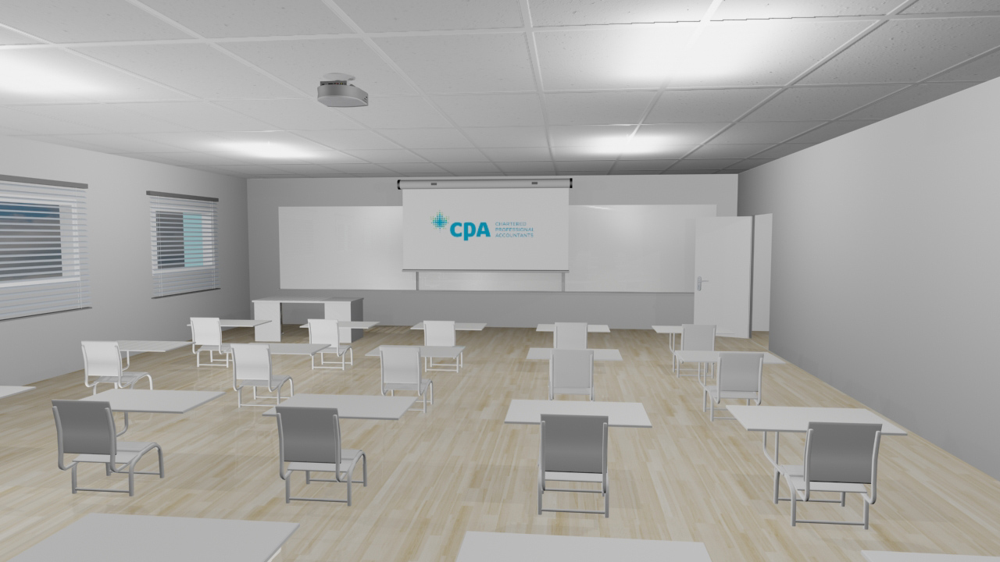 CPA
CHARTERED
PROFESSIONAL
ACCOUNTANTS